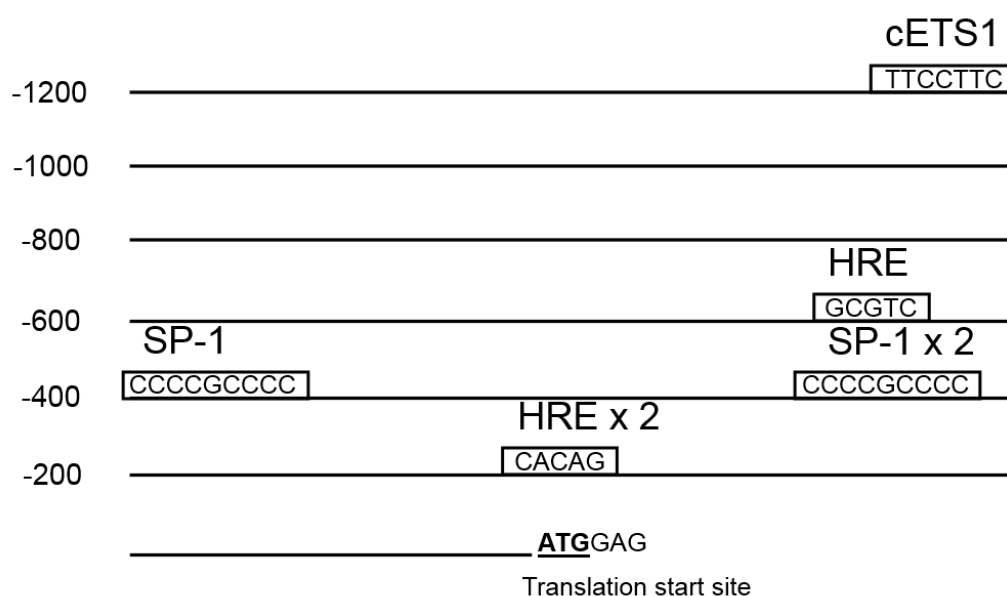 cETS1
TTCCTTC
-1200
-1000
-800
HRE
GCGTC
-600
SP-1 SP-1 x 2
CCCCGCCCC CCCCGCCCC
-400
HRE x 2
CACAG
-200
ATGGAG
Translation start site